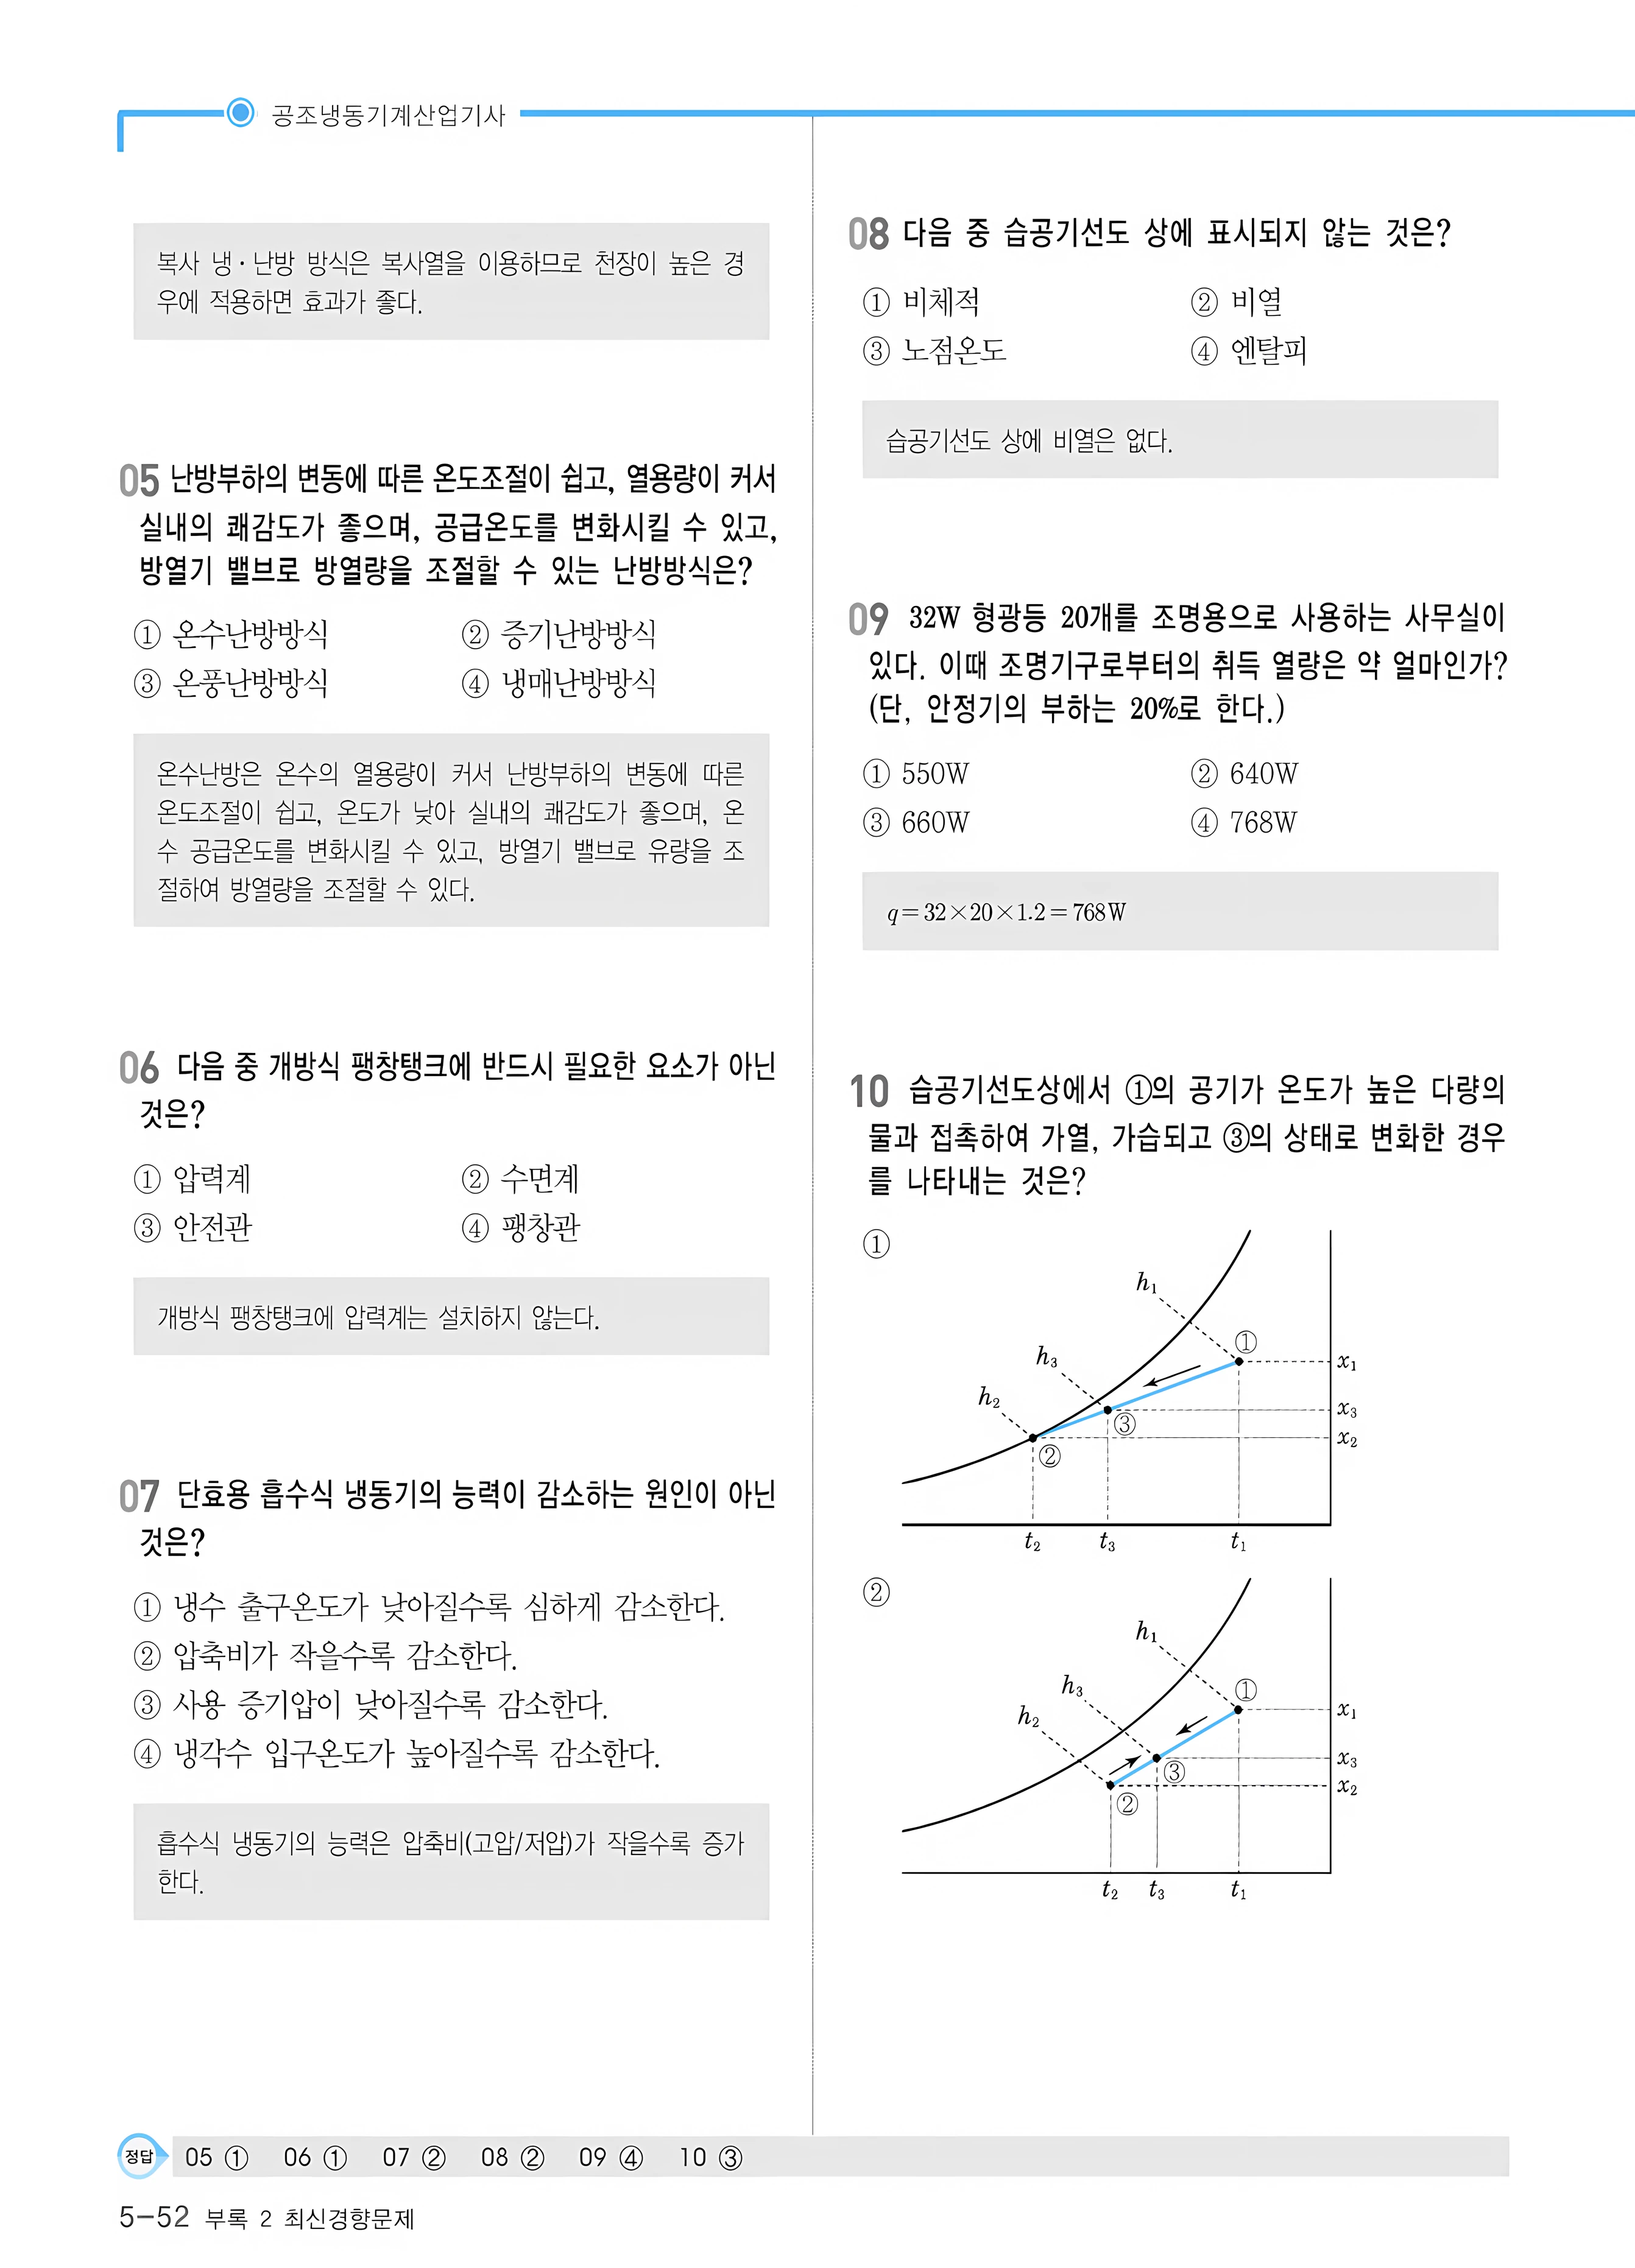 공조냉동기계산업기사
복사 냉·난방 방식은 복사열을 이용하므로 천장이 높은 경
우에 적용하면 효과가 좋다.
05 난방부하의 변동에 따른 온도조절이 쉽고, 열용량이 커서
실내의 쾌감도가 좋으며, 공급온도를 변화시킬 수 있고,
방열기 밸브로 방열량을 조절할 수 있는 난방방식은?
① 온수난방방식 ② 증기난방방식
③ 온풍난방방식 ④ 냉매난방방식
온수난방은 온수의 열용량이 커서 난방부하의 변동에 따른
온도조절이 쉽고, 온도가 낮아 실내의 쾌감도가 좋으며, 온
수 공급온도를 변화시킬 수 있고, 방열기 밸브로 유량을 조
절하여 방열량을 조절할 수 있다.
06 다음 중 개방식 팽창탱크에 반드시 필요한 요소가 아닌
것은?
① 압력계 ② 수면계
③ 안전관 ④ 팽창관
개방식 팽창탱크에 압력계는 설치하지 않는다.
07 단효용 흡수식 냉동기의 능력이 감소하는 원인이 아닌
것은?
① 냉수 출구온도가 낮아질수록 심하게 감소한다.
② 압축비가 작을수록 감소한다.
③ 사용 증기압이 낮아질수록 감소한다.
④ 냉각수 입구온도가 높아질수록 감소한다.
흡수식 냉동기의 능력은 압축비(고압/저압)가 작을수록 증가
한다.
08 다음 중 습공기선도 상에 표시되지 않는 것은?
① 비체적 ② 비열
③ 노점온도 ④ 엔탈피
습공기선도 상에 비열은 없다.
09 32W 형광등 20개를 조명용으로 사용하는 사무실이
있다. 이때 조명기구로부터의 취득 열량은 약 얼마인가?
(단, 안정기의 부하는 20%로 한다.)
① 550W ② 640W
③ 660W ④ 768W
q=32×20×1.2=768W
10 습공기선도상에서 ①의 공기가 온도가 높은 다량의
물과 접촉하여 가열, 가습되고 ③의 상태로 변화한 경우
를 나타내는 것은?
①
h₁
①
h₃
x₁
h₂
③
x₃
②
x₂
t₂ t₃ t₁
②
h₁
①
h₃
x₁
h₂
③
x₃
②
x₂
t₂ t₃ t₁
정답 05 ① 06 ① 07 ② 08 ② 09 ④ 10 ③
5-52 부록 2 최신경향문제